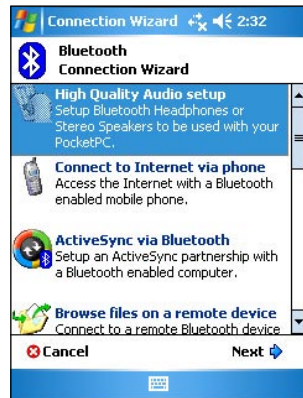 Connection Wizard 2:32
Bluetooth
Connection Wizard
High Quality Audio setup
Setup Bluetooth Headphones or
Stereo Speakers to be used with your
PocketPC.
Connect to Internet via phone
Access the Internet with a Bluetooth
enabled mobile phone.
ActiveSync via Bluetooth
Setup an ActiveSync partnership with
a Bluetooth enabled computer.
Browse files on a remote device
Connect to a remote Bluetooth device
Cancel Next